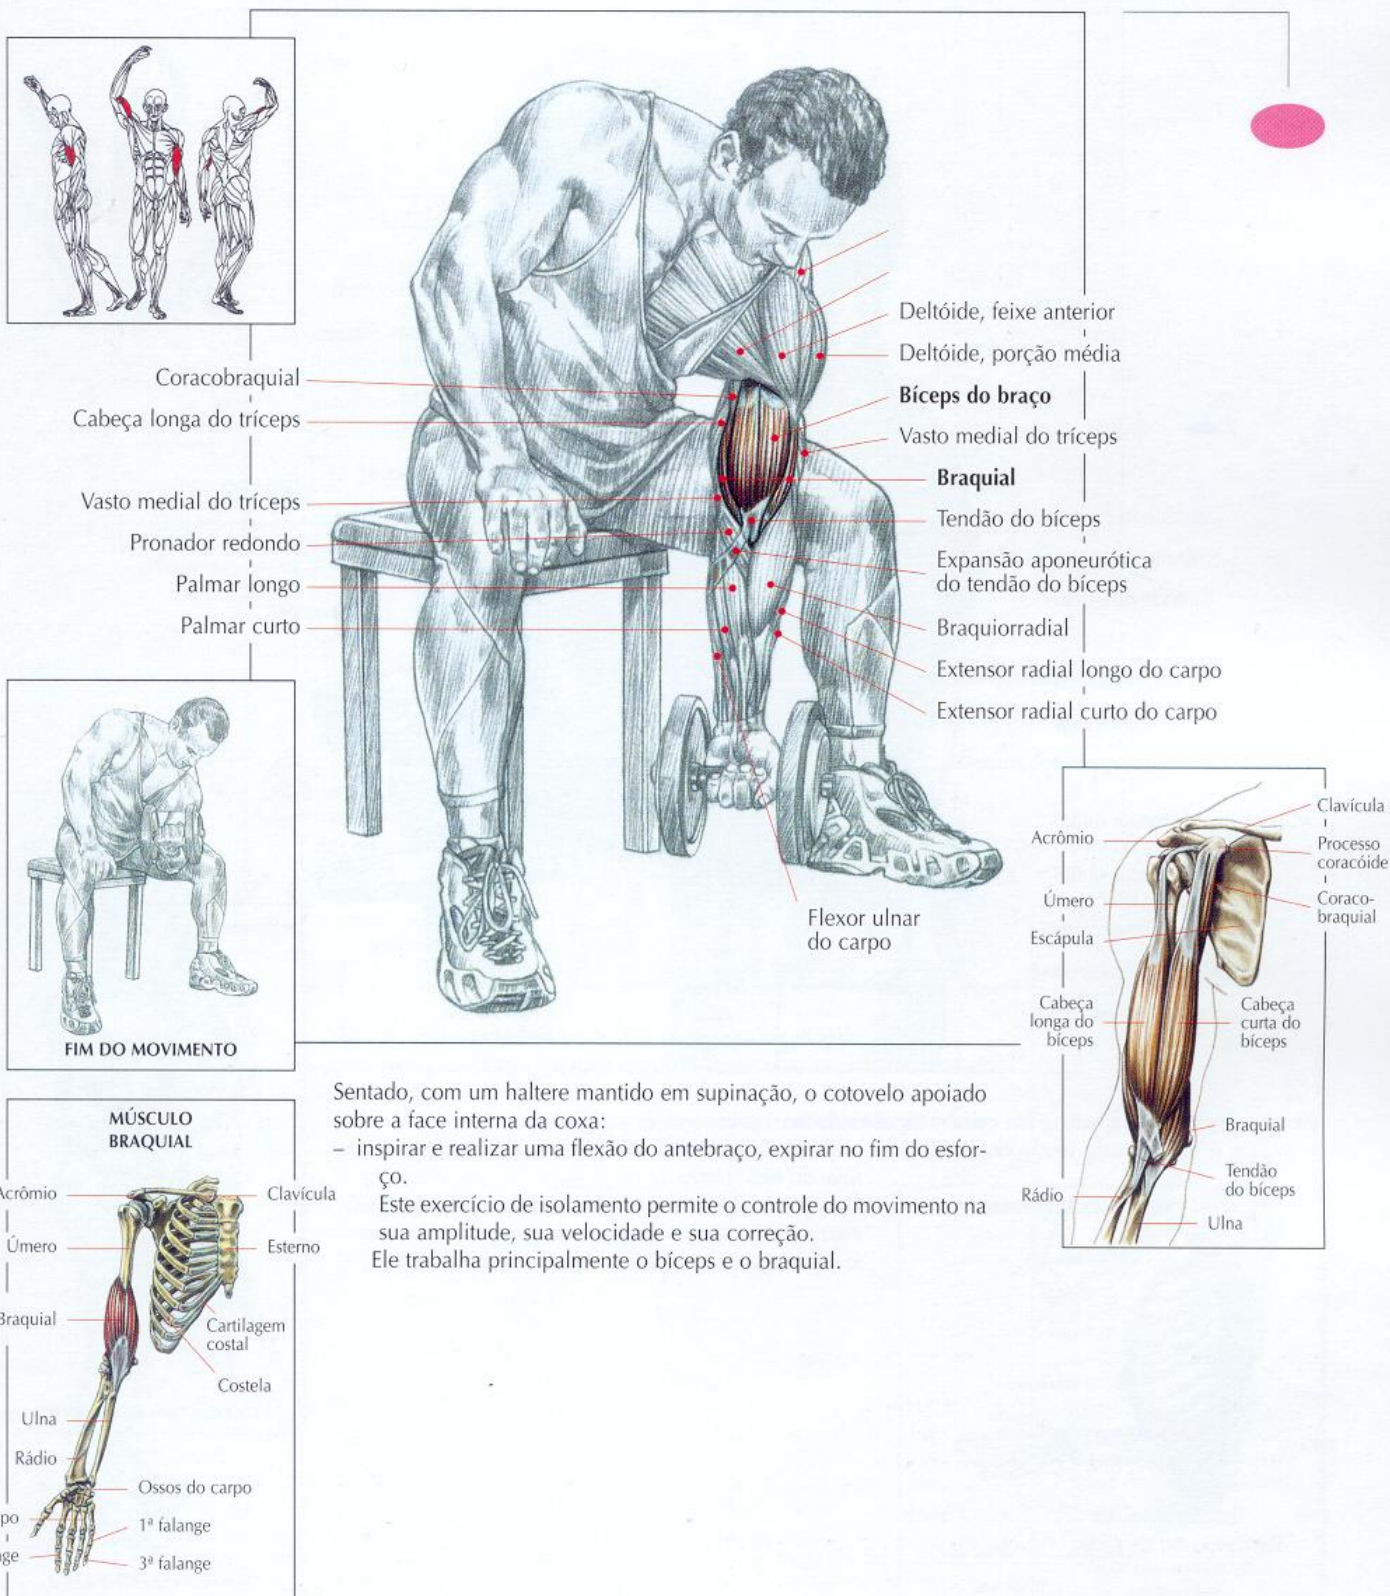 Coracobraquial
Cabeça longa do tríceps
Vasto medial do tríceps
Pronador redondo
Palmar longo
Palmar curto
Deltóide, feixe anterior
Deltóide, porção média
Bíceps do braço
Vasto medial do tríceps
Braquial
Tendão do bíceps
Expansão aponeurótica
do tendão do bíceps
Braquiorradial
Extensor radial longo do carpo
Extensor radial curto do carpo
Flexor ulnar
do carpo
FIM DO MOVIMENTO
Clavícula
Acrômio
Processo
coracóide
Úmero
Coraco-
braquial
Escápula
Cabeça
longa do
bíceps
Cabeça
curta do
bíceps
Braquial
Tendão
do bíceps
Rádio
Ulna
Sentado, com um haltere mantido em supinação, o cotovelo apoiado
sobre a face interna da coxa:
– inspirar e realizar uma flexão do antebraço, expirar no fim do esfor-
ço.
Este exercício de isolamento permite o controle do movimento na
sua amplitude, sua velocidade e sua correção.
Ele trabalha principalmente o bíceps e o braquial.
MÚSCULO
BRAQUIAL
Acrômio
Clavícula
Úmero
Esterno
Braquial
Cartilagem
costal
Costela
Ulna
Rádio
Ossos do carpo
1ª falange
3ª falange